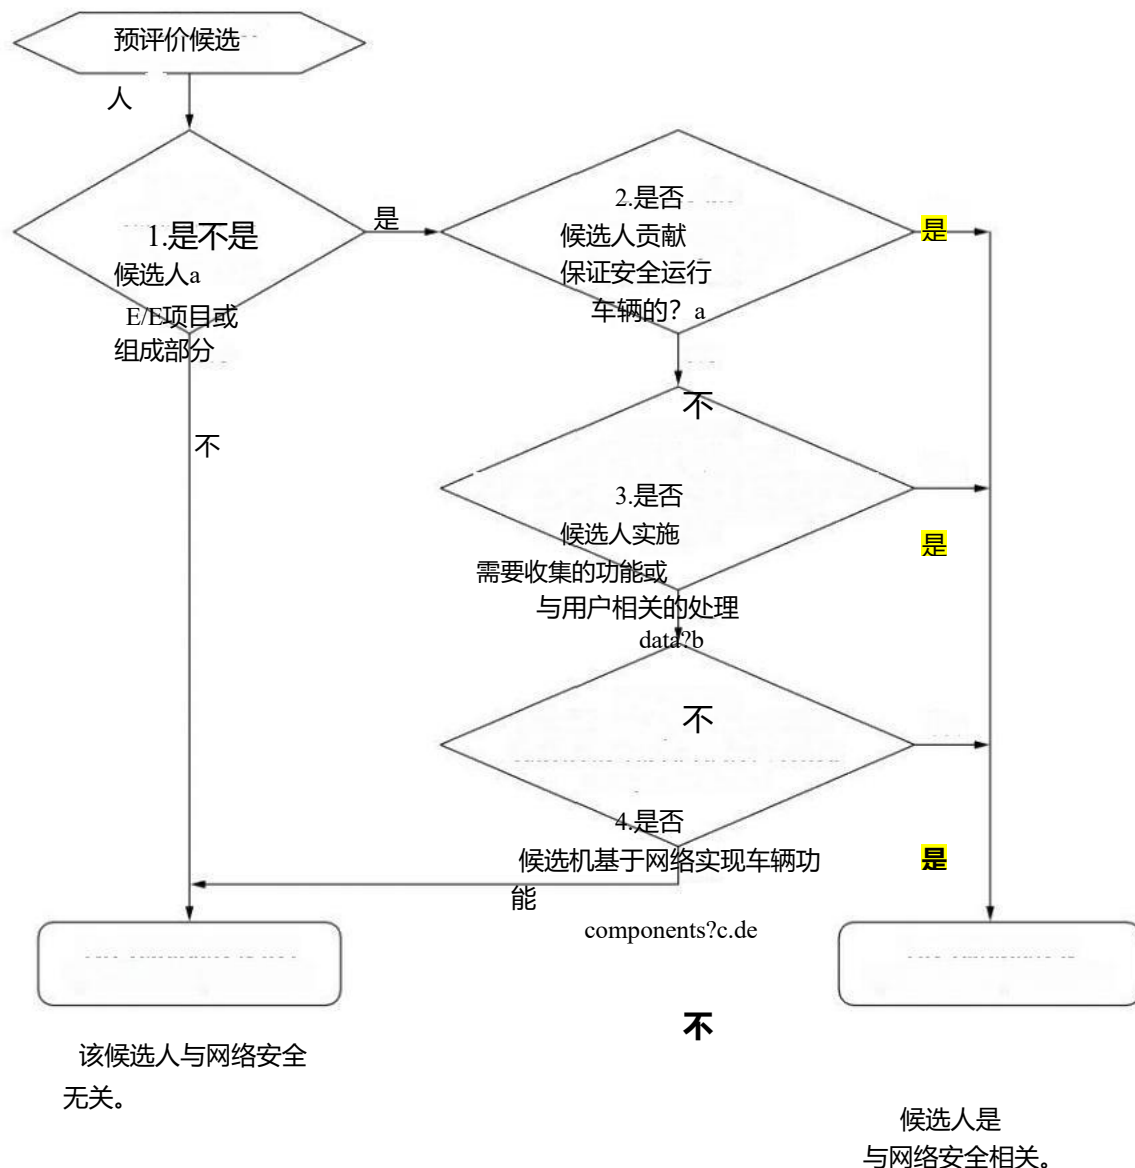 预评价候选
人
1.是不是
候选人a
E/E项目或
组成部分
是
不
2.是否
候选人贡献
保证安全运行
车辆的？a
是
不
3.是否
候选人实施
需要收集的功能或
与用户相关的处理
data?b
是
不
4.是否
候选机基于网络实现车辆功
能
components?c.de
是
不
该候选人与网络安全
无关。
候选人是
与网络安全相关。